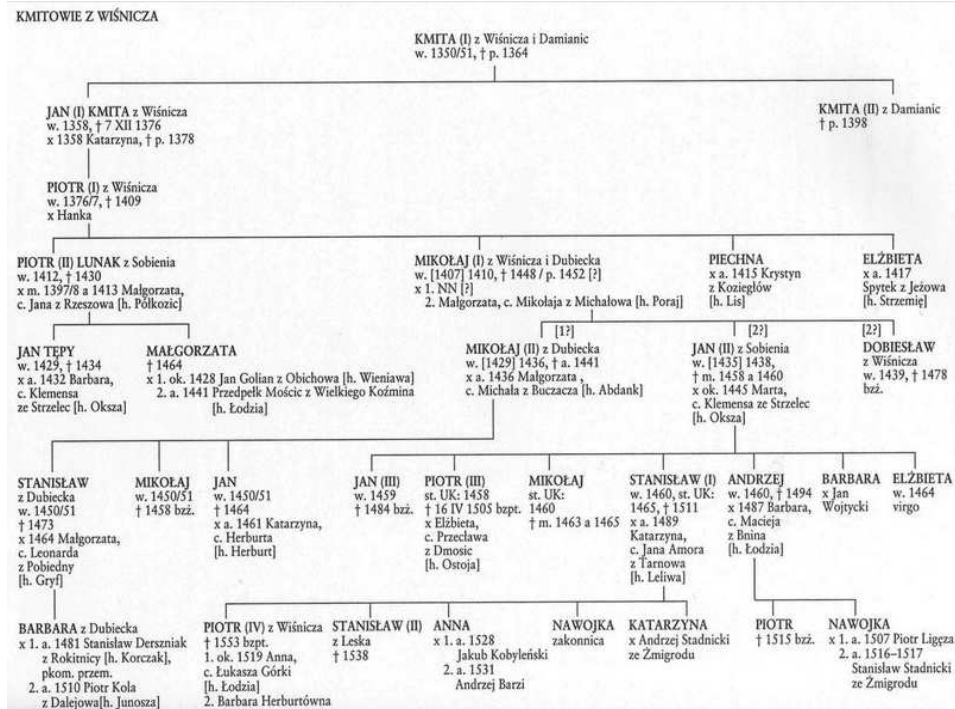 KMITOWIE Z WIŚNICZA
KMITA (I) z Wiśnicza i Damianic
w. 1350/51, † p. 1364
JAN (I) KMITA z Wiśnicza
w. 1358, † 7 XII 1376
x 1358 Katarzyna, † p. 1378
KMITA (II) z Damianic
† p. 1398
PIOTR (I) z Wiśnicza
w. 1376/7, † 1409
x Hanka
PIOTR (II) LUNAK z Sobienia
w. 1412, † 1430
x m. 1397/8 a 1413 Małgorzata,
c. Jana z Rzeszowa [h. Półkozic]
MIKOŁAJ (I) z Wiśnicza i Dubiecka
w. [1407] 1410, † 1448 / p. 1452 [?]
x 1. NN [?]
2. Małgorzata, c. Mikołaja z Michałowa [h. Poraj]
PIECHNA
x a. 1415 Krystyn
z Koziegłów
[h. Lis]
ELŻBIETA
x a. 1417
Spytek z Jeżowa
[h. Strzemię]
[1?]
[2?]
[2?]
JAN TĘPY
w. 1429, † 1434
x a. 1432 Barbara,
c. Klemensa
ze Strzelec [h. Oksza]
MAŁGORZATA
† 1464
x 1. ok. 1428 Jan Golian z Obichowa [h. Wieniawa]
2. a. 1441 Przedpełk Mościc z Wielkiego Koźmina
[h. Łodzia]
MIKOŁAJ (II) z Dubiecka
w. [1429] 1436, † a. 1441
x a. 1436 Małgorzata ,
c. Michała z Buczacza [h. Abdank]
JAN (II) z Sobienia
w. [1435] 1438,
† m. 1458 a 1460
x ok. 1445 Marta,
c. Klemensa ze Strzelec
[h. Oksza]
DOBIESŁAW
z Wiśnicza
w. 1439, † 1478
bż.
STANISŁAW
z Dubiecka
w. 1450/51
† 1473
x 1464 Małgorzata,
c. Leonarda
z Pobiedny
[h. Gryf]
MIKOŁAJ
w. 1450/51
† 1458 bż.
JAN
w. 1450/51
† 1464
x a. 1461 Katarzyna,
c. Herburta
[h. Herburt]
JAN (III)
w. 1459
† 1484 bż.
PIOTR (III)
st. UK: 1458
† 16 IV 1505 bzpt.
x Elżbieta,
c. Przecława
z Dmosic
[h. Ostoja]
MIKOŁAJ
st. UK:
1460
† m. 1463 a 1465
STANISŁAW (I)
w. 1460, st. UK:
1465, † 1511
x a. 1489
Katarzyna,
c. Jana Amora
z Tarnowa
[h. Leliwa]
ANDRZEJ
w. 1460, † 1494
x 1487 Barbara,
c. Macieja
z Bnina
[h. Łodzia]
BARBARA
x Jan
Wojtycki
ELŻBIETA
w. 1464
virgo
BARBARA z Dubiecka
x 1. a. 1481 Stanisław Derszniak
z Rokitnicy [h. Korczak],
pkom. przem.
2. a. 1510 Piotr Kola
z Dalejowa[h. Junosza]
PIOTR (IV) z Wiśnicza
† 1553 bzpt.
1. ok. 1519 Anna,
c. Łukasza Górki
[h. Łodzia]
2. Barbara Herburtówna
STANISŁAW (II)
z Leska
† 1538
ANNA
x 1. a. 1528
Jakub Kobyleński
2. a. 1531
Andrzej Barzi
NAWOJKA
zakonnica
KATARZYNA
x Andrzej Stadnicki
ze Żmigrodu
PIOTR
† 1515 bż.
NAWOJKA
x 1. a. 1507 Piotr Ligęza
2. a. 1516–1517
Stanisław Stadnicki
ze Żmigrodu